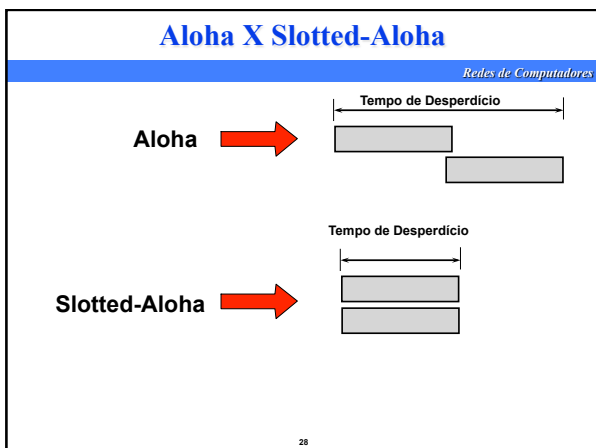 Aloha X Slotted-Aloha
Redes de Computadores
Tempo de Desperdício
Aloha
Tempo de Desperdício
Slotted-Aloha
28